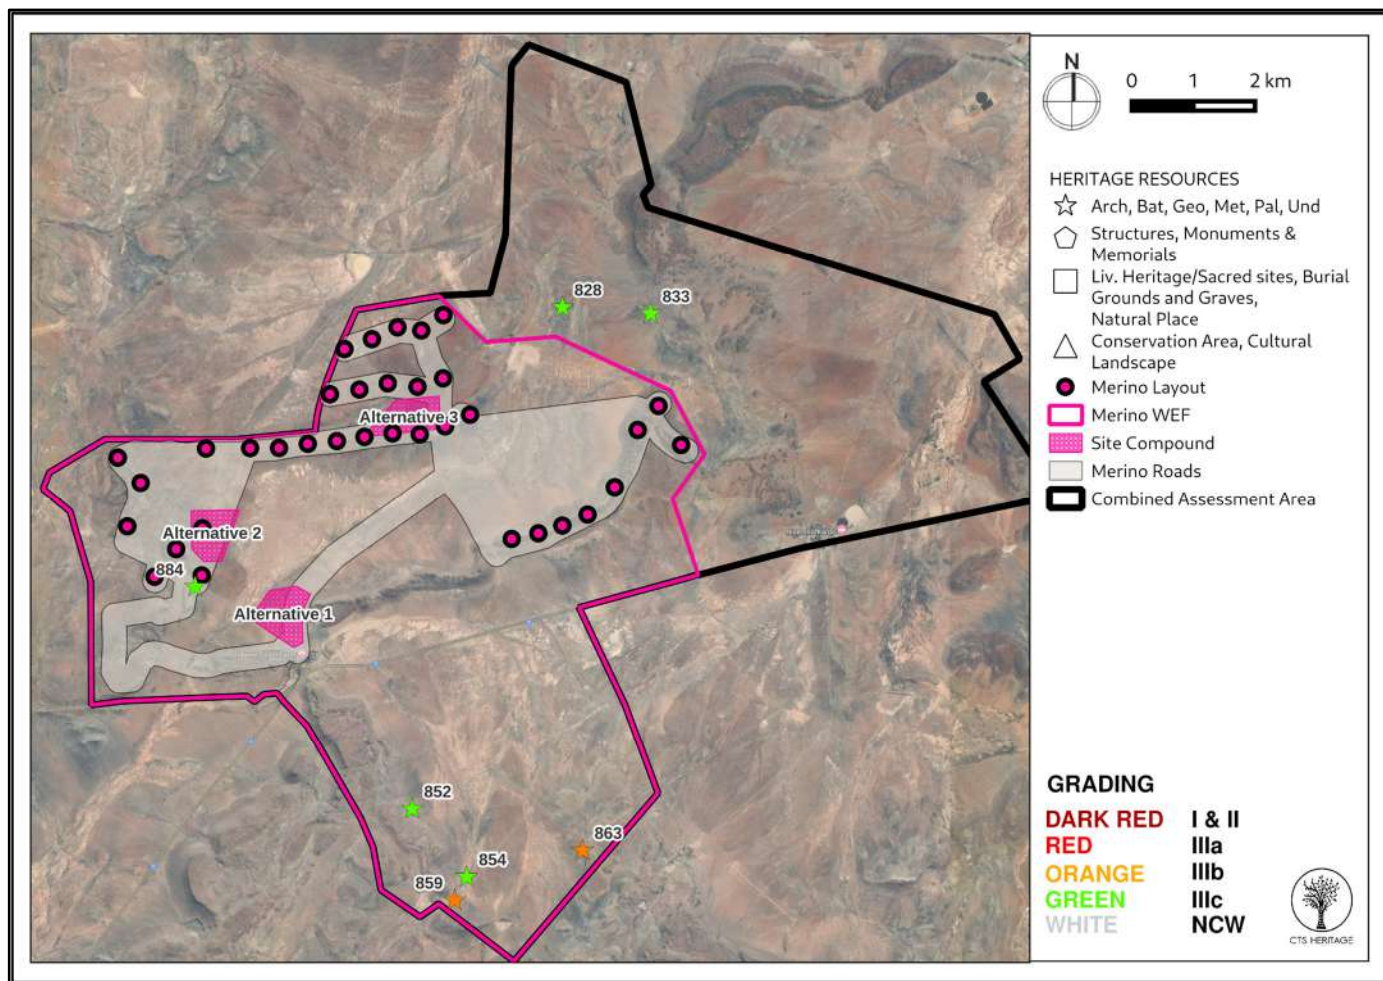 828
833
Alternative 3
Alternative 2
884
Alternative 1
852
854
859
863
N
0 1 2 km
HERITAGE RESOURCES
Arch, Bat, Geo, Met, Pal, Und
Structures, Monuments &
Memorials
Liv. Heritage/Sacred sites, Burial
Grounds and Graves,
Natural Place
Conservation Area, Cultural
Landscape
Merino Layout
Merino WEF
Site Compound
Merino Roads
Combined Assessment Area
GRADING
DARK RED I & II
RED IIIa
ORANGE IIIb
GREEN IIIc
WHITE NCW
CTS HERITAGE